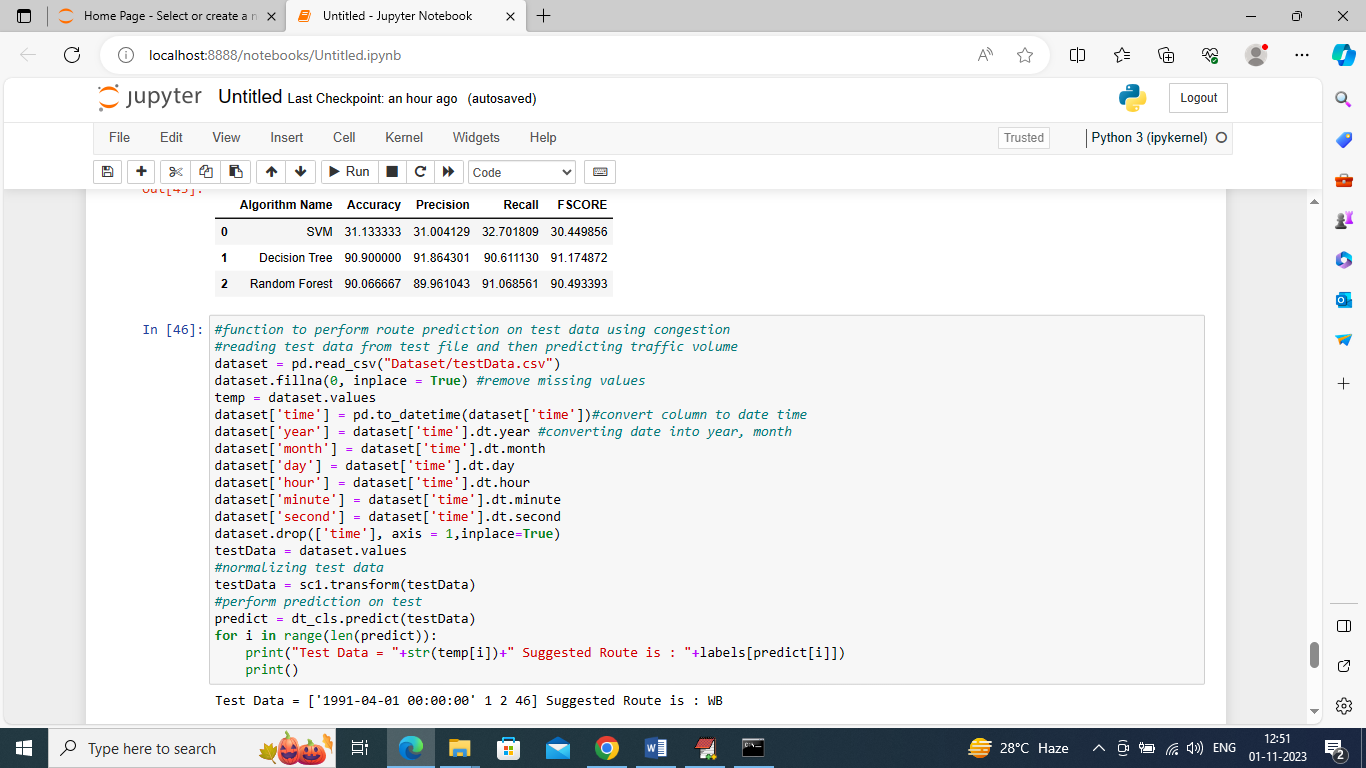 Home Page - Select or create a n
Untitled - Jupyter Notebook
localhost:8888/notebooks/Untitled.ipynb
jupyter Untitled Last Checkpoint: an hour ago (autosaved)
Logout
File Edit View Insert Cell Kernel Widgets Help
Trusted
Python 3 (ipykernel)
Run
Code
Out[45]:
Algorithm Name Accuracy Precision Recall FSCORE
0 SVM 31.133333 31.004129 32.701809 30.449856
1 Decision Tree 90.900000 91.864301 90.611130 91.174872
2 Random Forest 90.066667 89.961043 91.068561 90.493393
In [46]: #function to perform route prediction on test data using congestion
#reading test data from test file and then predicting traffic volume
dataset = pd.read_csv("Dataset/testData.csv")
dataset.fillna(0, inplace = True) #remove missing values
temp = dataset.values
dataset['time'] = pd.to_datetime(dataset['time'])#convert column to date time
dataset['year'] = dataset['time'].dt.year #converting date into year, month
dataset['month'] = dataset['time'].dt.month
dataset['day'] = dataset['time'].dt.day
dataset['hour'] = dataset['time'].dt.hour
dataset['minute'] = dataset['time'].dt.minute
dataset['second'] = dataset['time'].dt.second
dataset.drop(['time'], axis = 1,inplace=True)
testData = dataset.values
#normalizing test data
testData = sc1.transform(testData)
#perform prediction on test
predict = dt_cls.predict(testData)
for i in range(len(predict)):
    print("Test Data = "+str(temp[i])+" Suggested Route is : "+labels[predict[i]])
    print()
Test Data = ['1991-04-01 00:00:00' 1 2 46] Suggested Route is : WB
Type here to search
28°C Haze
ENG
12:51
01-11-2023
2